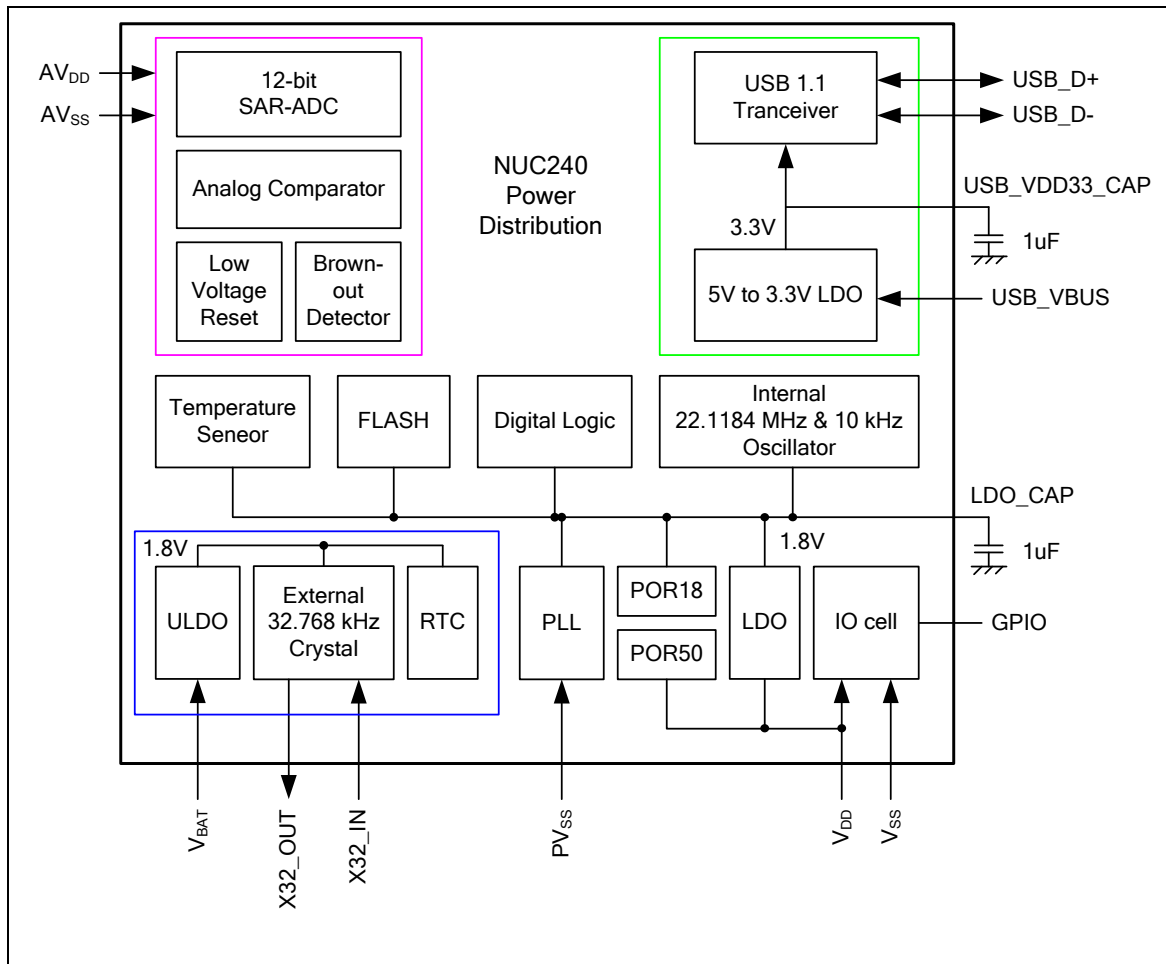 AVDD
AVSS
12-bit
SAR-ADC
Analog Comparator
Low
Voltage
Reset
Brown-
out
Detector
NUC240
Power
Distribution
USB 1.1
Tranceiver
USB_D+
USB_D-
USB_VDD33_CAP
1uF
3.3V
5V to 3.3V LDO
USB_VBUS
Temperature
Seneor
FLASH
Digital Logic
Internal
22.1184 MHz & 10 kHz
Oscillator
LDO_CAP
1uF
1.8V
ULDO
External
32.768 kHz
Crystal
RTC
PLL
POR18
POR50
1.8V
LDO
IO cell
GPIO
VBAT
X32_OUT
X32_IN
PVSS
VDD
VSS